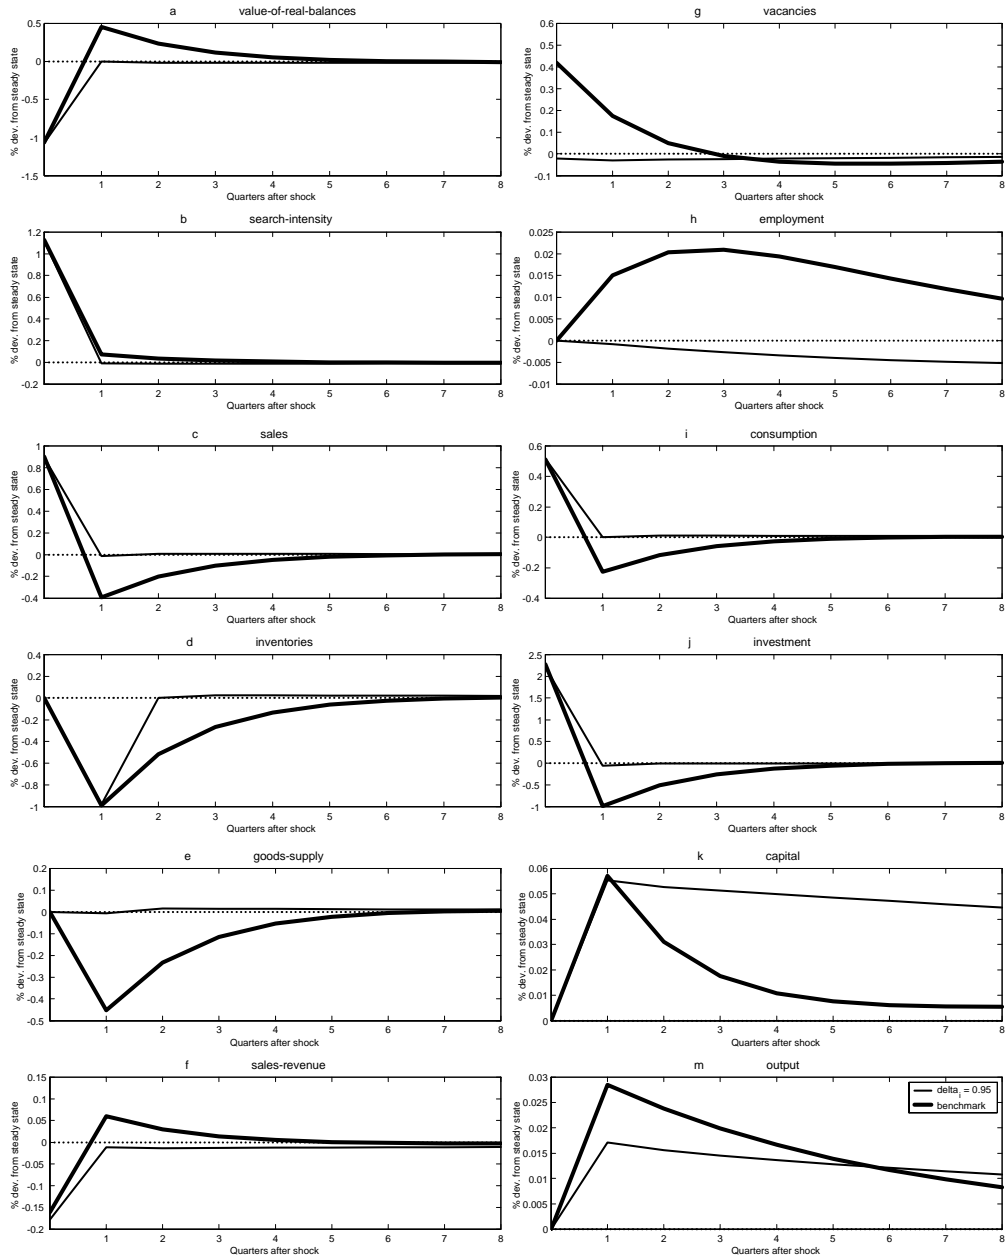 a value-of-real-balances
% dev. from steady state
0.5
0
-0.5
-1
-1.5
1 2 3 4 5 6 7 8
Quarters after shock
b search-intensity
% dev. from steady state
1.2
1
0.8
0.6
0.4
0.2
0
-0.2
1 2 3 4 5 6 7 8
Quarters after shock
c sales
% dev. from steady state
1
0.8
0.6
0.4
0.2
0
-0.2
-0.4
1 2 3 4 5 6 7 8
Quarters after shock
d inventories
% dev. from steady state
0.4
0.2
0
-0.2
-0.4
-0.6
-0.8
-1
1 2 3 4 5 6 7 8
Quarters after shock
e goods-supply
% dev. from steady state
0.2
0.1
0
-0.1
-0.2
-0.3
-0.4
-0.5
1 2 3 4 5 6 7 8
Quarters after shock
f sales-revenue
% dev. from steady state
0.15
0.1
0.05
0
-0.05
-0.1
-0.15
-0.2
1 2 3 4 5 6 7 8
Quarters after shock
g vacancies
% dev. from steady state
0.6
0.5
0.4
0.3
0.2
0.1
0
-0.1
1 2 3 4 5 6 7 8
Quarters after shock
h employment
% dev. from steady state
0.025
0.02
0.015
0.01
0.005
0
-0.005
-0.01
1 2 3 4 5 6 7 8
Quarters after shock
i consumption
% dev. from steady state
0.6
0.4
0.2
0
-0.2
-0.4
1 2 3 4 5 6 7 8
Quarters after shock
j investment
% dev. from steady state
2.5
2
1.5
1
0.5
0
-0.5
-1
1 2 3 4 5 6 7 8
Quarters after shock
k capital
% dev. from steady state
0.06
0.05
0.04
0.03
0.02
0.01
0
1 2 3 4 5 6 7 8
Quarters after shock
m output
% dev. from steady state
0.03
0.025
0.02
0.015
0.01
0.005
0
1 2 3 4 5 6 7 8
Quarters after shock
delta_i = 0.95
benchmark